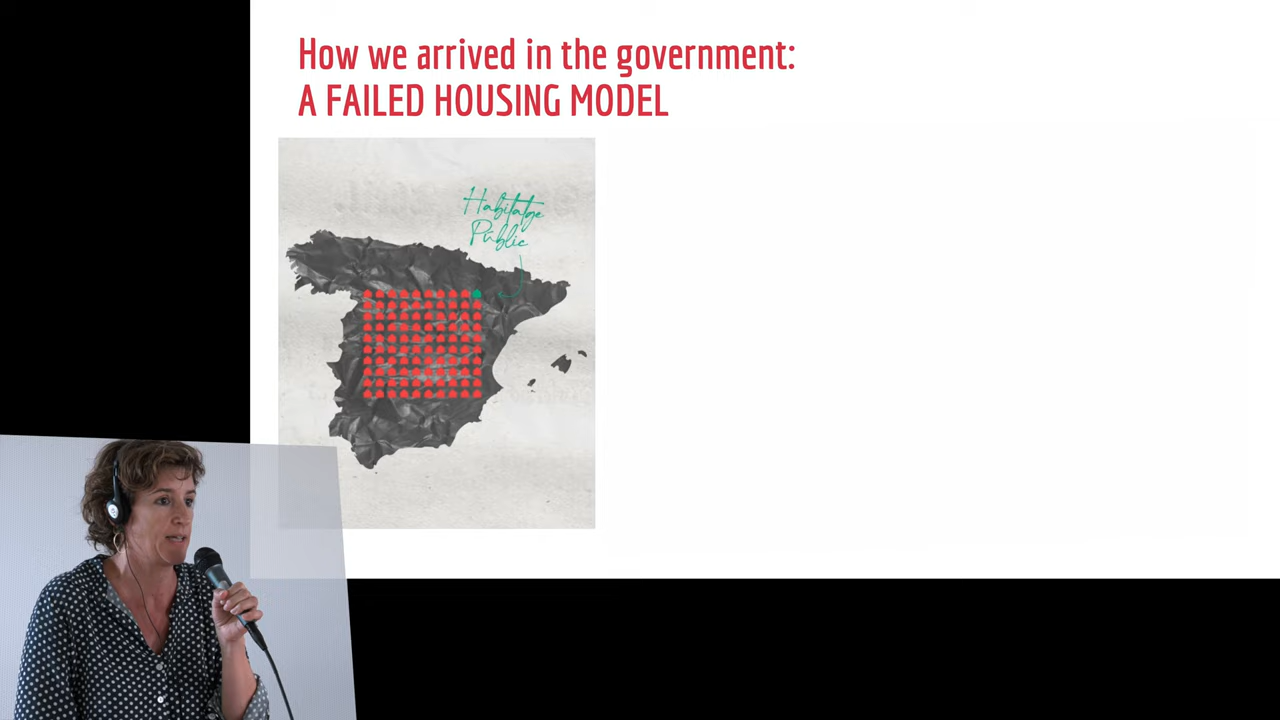 How we arrived in the government:
A FAILED HOUSING MODEL
Habitatge
Públic